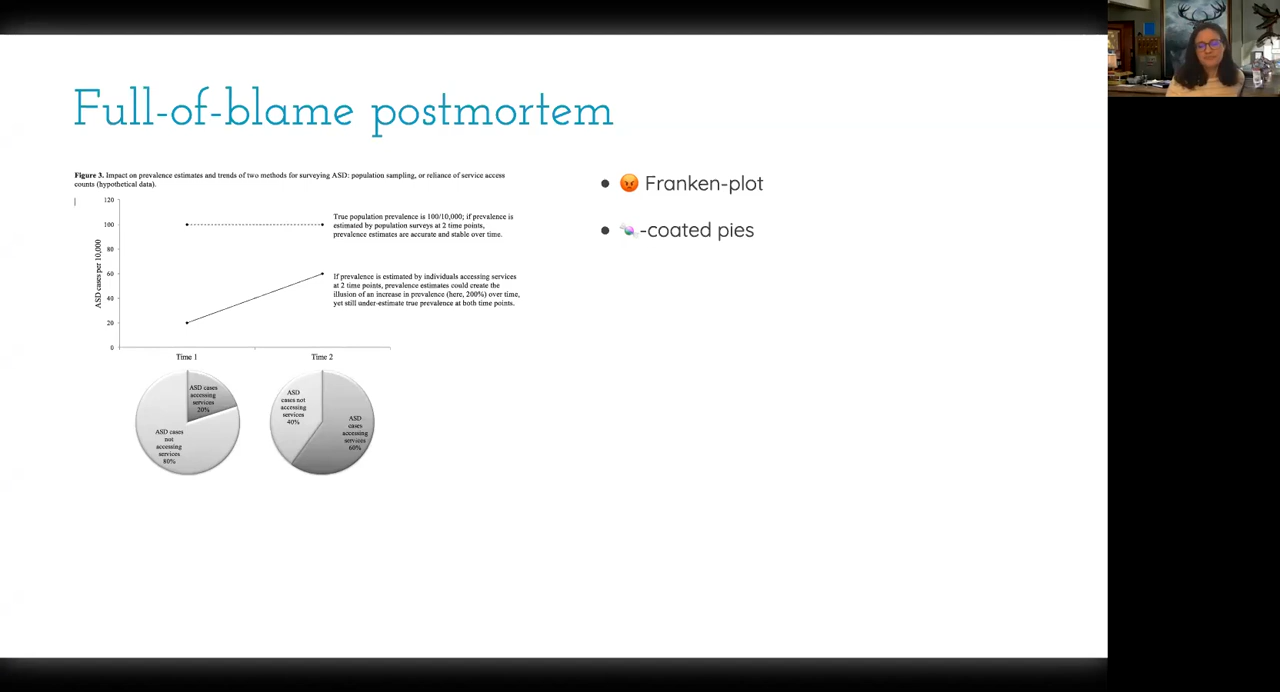 Full-of-blame postmortem
Figure 3. Impact on prevalence estimates and trends of two methods for surveying ASD: population sampling, or reliance of service access
counts (hypothetical data).
120
100
80
60
40
20
0
ASD cases per 10,000
True population prevalence is 100/10,000; if prevalence is
estimated by population surveys at 2 time points,
prevalence estimates are accurate and stable over time.
If prevalence is estimated by individuals accessing services
at 2 time points, prevalence estimates could create the
illusion of an increase in prevalence (here, 200%) over time,
yet still under-estimate true prevalence at both time points.
Time 1
Time 2
ASD cases
accessing
services
20%
ASD cases
not
accessing
services
80%
ASD
cases not
accessing
services
40%
ASD
cases
accessing
services
60%
• 😡 Franken-plot
• 🍬-coated pies